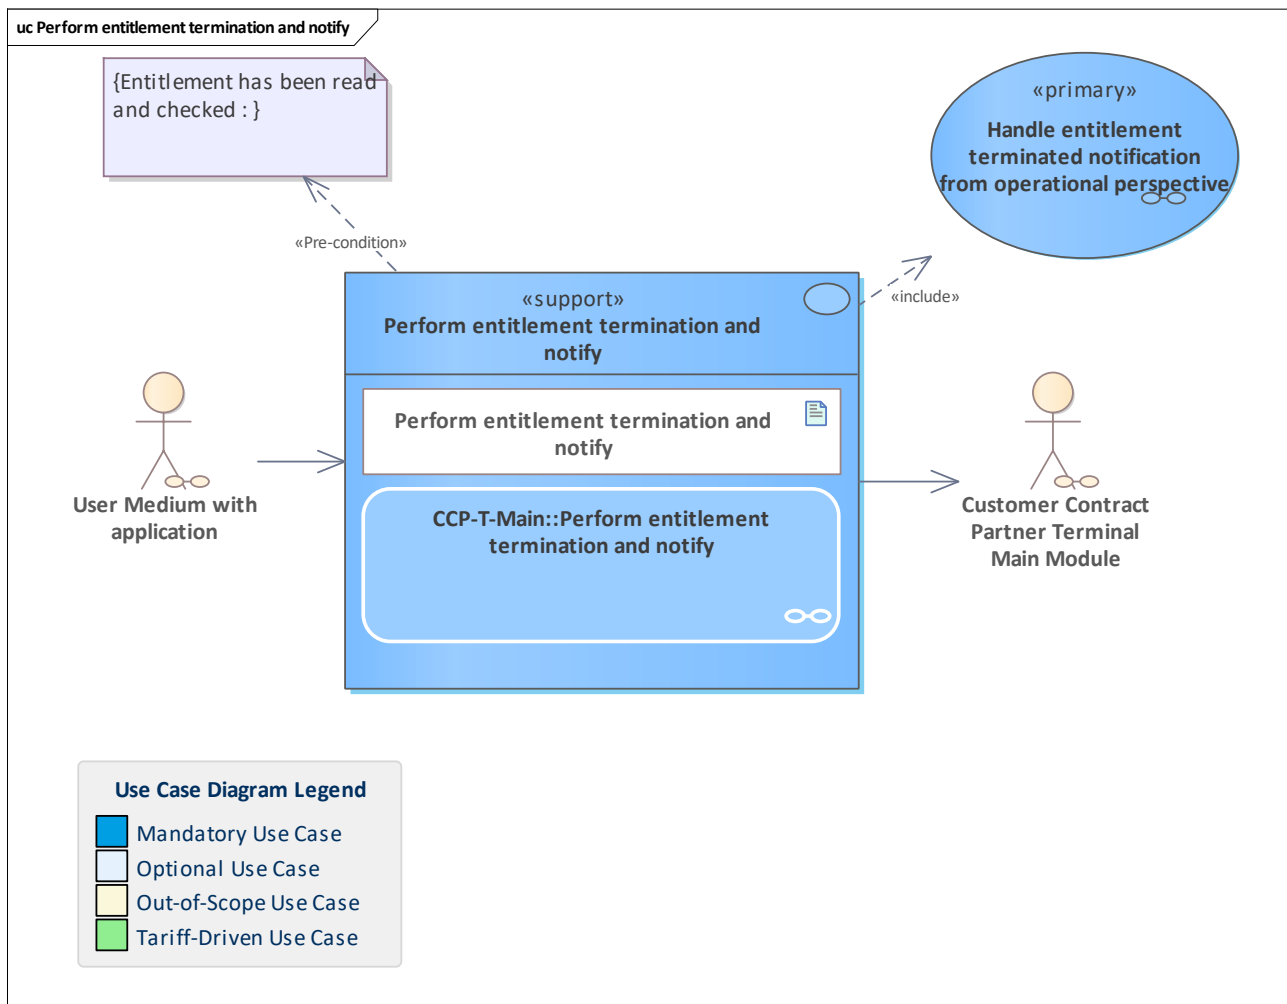 uc Perform entitlement termination and notify
{Entitlement has been read
and checked : }
«primary»
Handle entitlement
terminated notification
from operational perspective
«Pre-condition»
«include»
«support»
Perform entitlement termination and
notify
Perform entitlement termination and
notify
CCP-T-Main::Perform entitlement
termination and notify
User Medium with
application
Customer Contract
Partner Terminal
Main Module
Use Case Diagram Legend
Mandatory Use Case
Optional Use Case
Out-of-Scope Use Case
Tariff-Driven Use Case